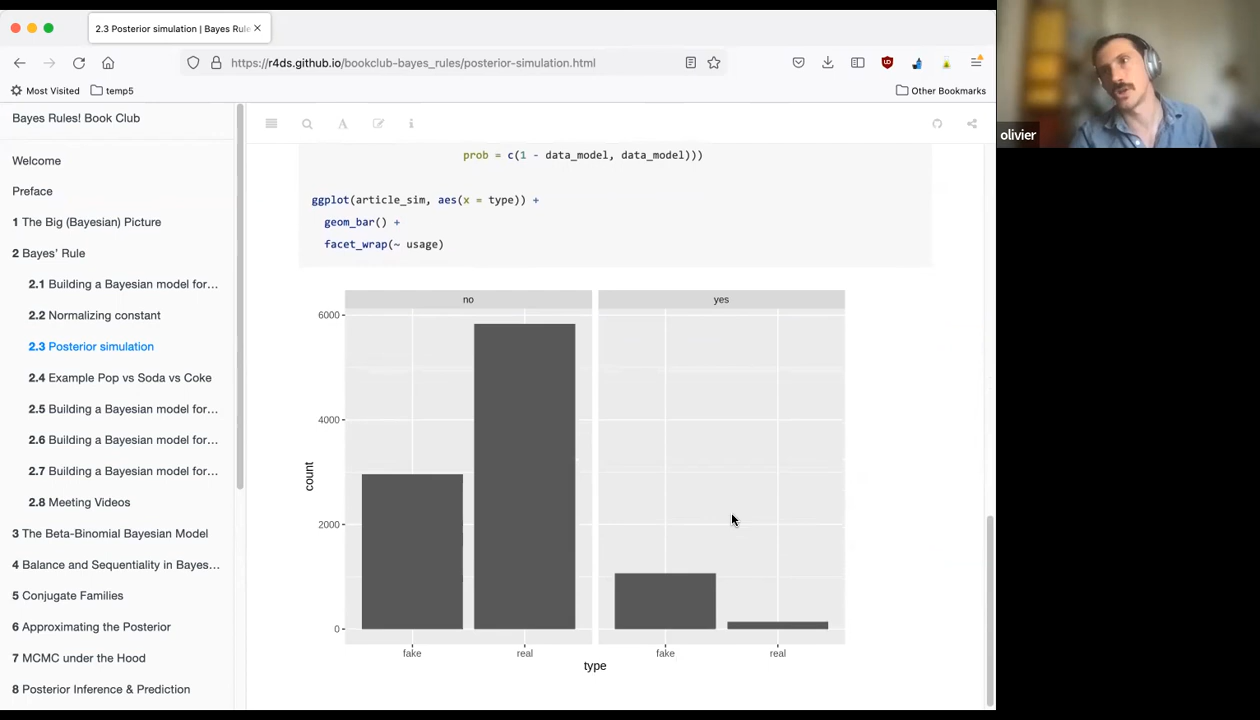 2.3 Posterior simulation | Bayes Rule
https://r4ds.github.io/bookclub-bayes_rules/posterior-simulation.html
Most Visited
temp5
Other Bookmarks
Bayes Rules! Book Club
Welcome
Preface
1 The Big (Bayesian) Picture
2 Bayes' Rule
2.1 Building a Bayesian model for...
2.2 Normalizing constant
2.3 Posterior simulation
2.4 Example Pop vs Soda vs Coke
2.5 Building a Bayesian model for...
2.6 Building a Bayesian model for...
2.7 Building a Bayesian model for...
2.8 Meeting Videos
3 The Beta-Binomial Bayesian Model
4 Balance and Sequentiality in Bayes...
5 Conjugate Families
6 Approximating the Posterior
7 MCMC under the Hood
8 Posterior Inference & Prediction
prob = c(1 - data_model, data_model)))
ggplot(article_sim, aes(x = type)) +
geom_bar() +
facet_wrap(~ usage)
no
yes
6000
4000
2000
0
count
fake
real
fake
real
type
olivier